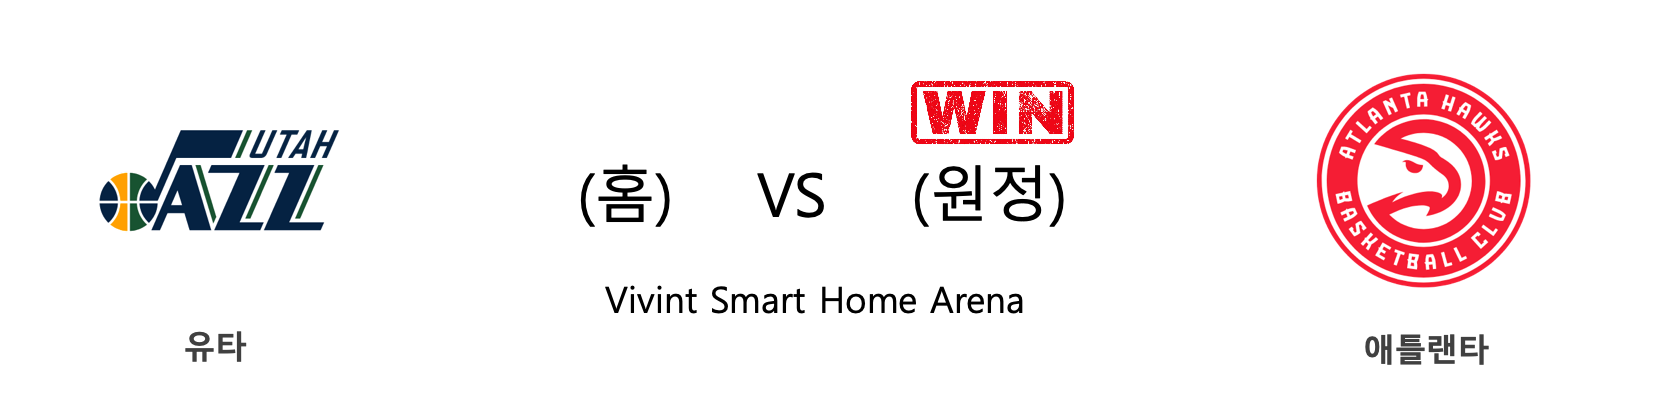 WIN
UTAH
JAZZ
(홈) VS (원정)
ATLANTA HAWKS
BASKETBALL CLUB
Vivint Smart Home Arena
유타
애틀랜타